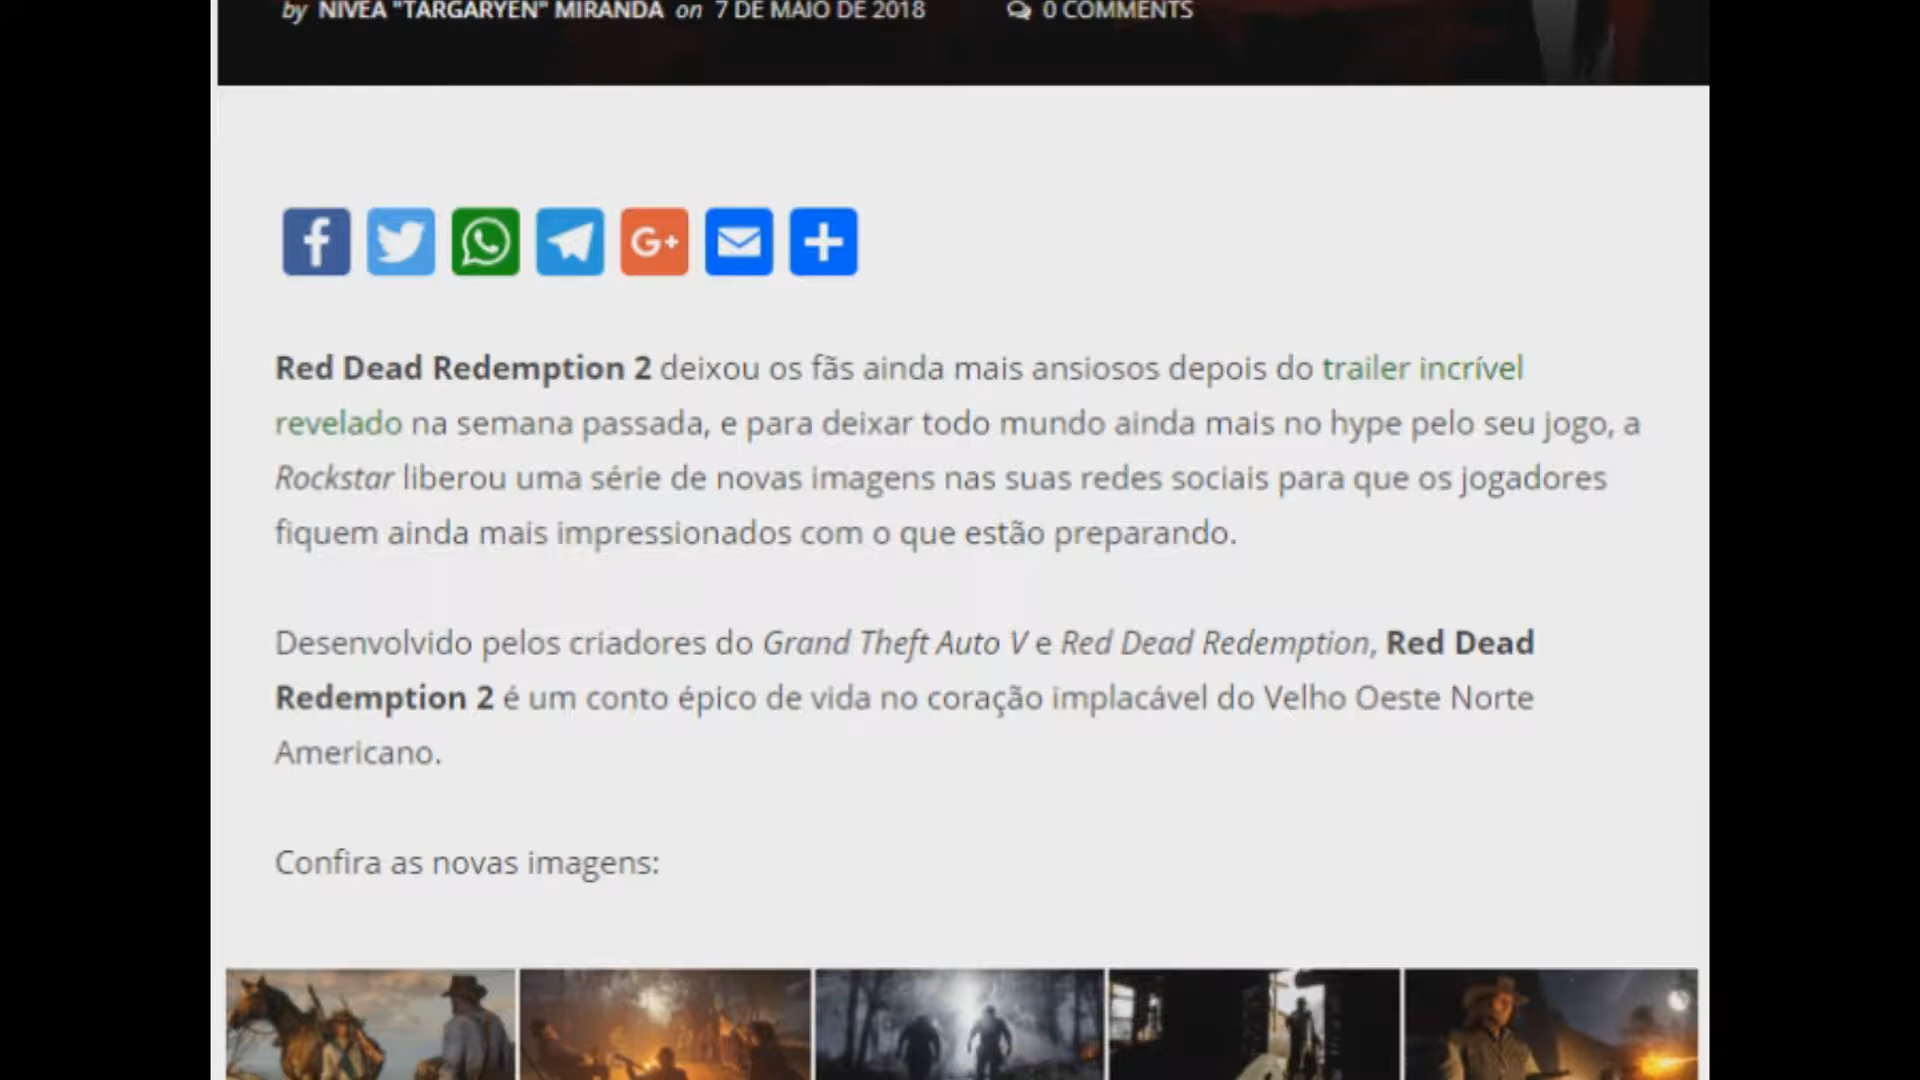 by NIVEA "TARGARYEN" MIRANDA on 7 DE MAIO DE 2018 0 COMMENTS
G+
Red Dead Redemption 2 deixou os fãs ainda mais ansiosos depois do trailer incrível
revelado na semana passada, e para deixar todo mundo ainda mais no hype pelo seu jogo, a
Rockstar liberou uma série de novas imagens nas suas redes sociais para que os jogadores
fiquem ainda mais impressionados com o que estão preparando.
Desenvolvido pelos criadores do Grand Theft Auto V e Red Dead Redemption, Red Dead
Redemption 2 é um conto épico de vida no coração implacável do Velho Oeste Norte
Americano.
Confira as novas imagens: